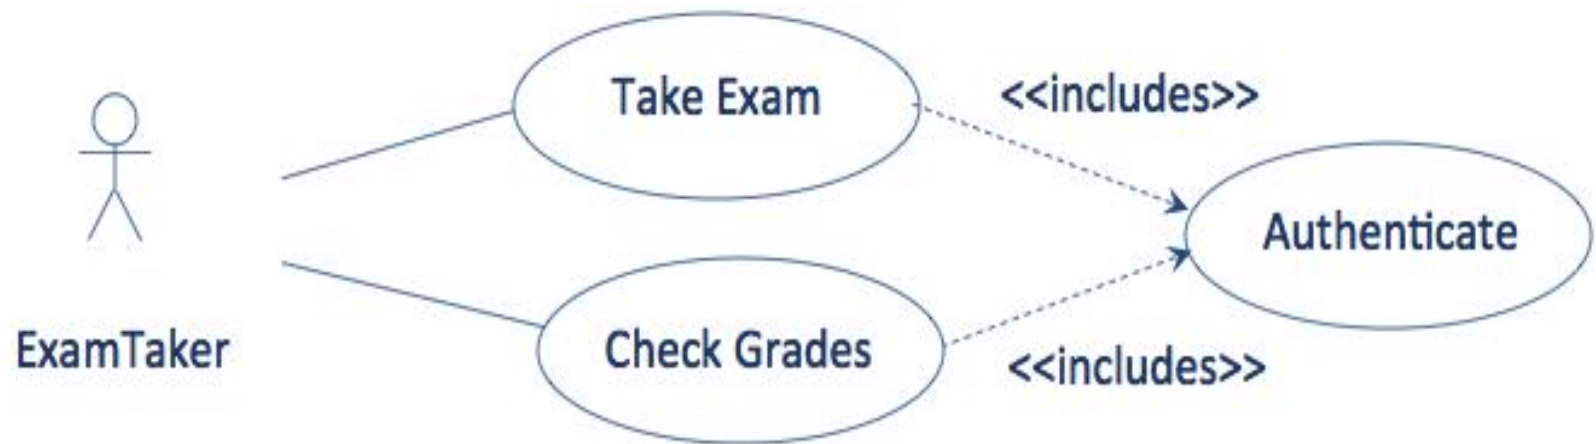 Take Exam
<<includes>>
Authenticate
ExamTaker
Check Grades
<<includes>>